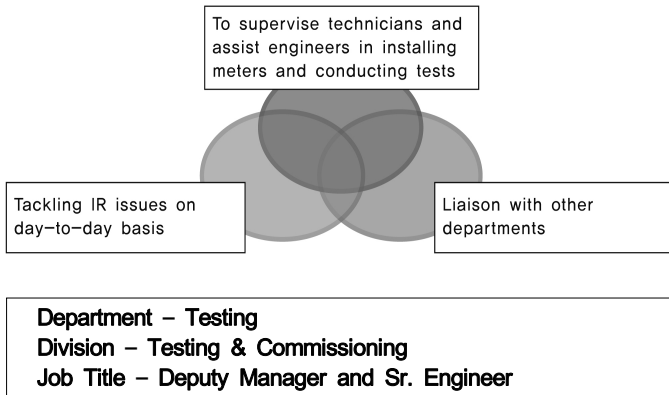 To supervise technicians and
assist engineers in installing
meters and conducting tests
Tackling IR issues on
day-to-day basis
Liaison with other
departments
Department – Testing
Division – Testing & Commissioning
Job Title – Deputy Manager and Sr. Engineer